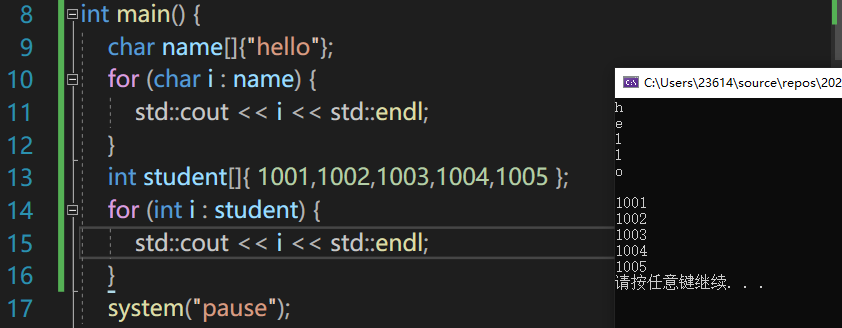 8 int main() {
9 char name[]{"hello"};
10 for (char i : name) {
11 std::cout << i << std::endl;
12 }
13 int student[]{ 1001,1002,1003,1004,1005 };
14 for (int i : student) {
15 std::cout << i << std::endl;
16 }
17 system("pause");
C:\Users\23614\source\repos\202
h
e
l
l
o
1001
1002
1003
1004
1005
请按任意键继续. . .